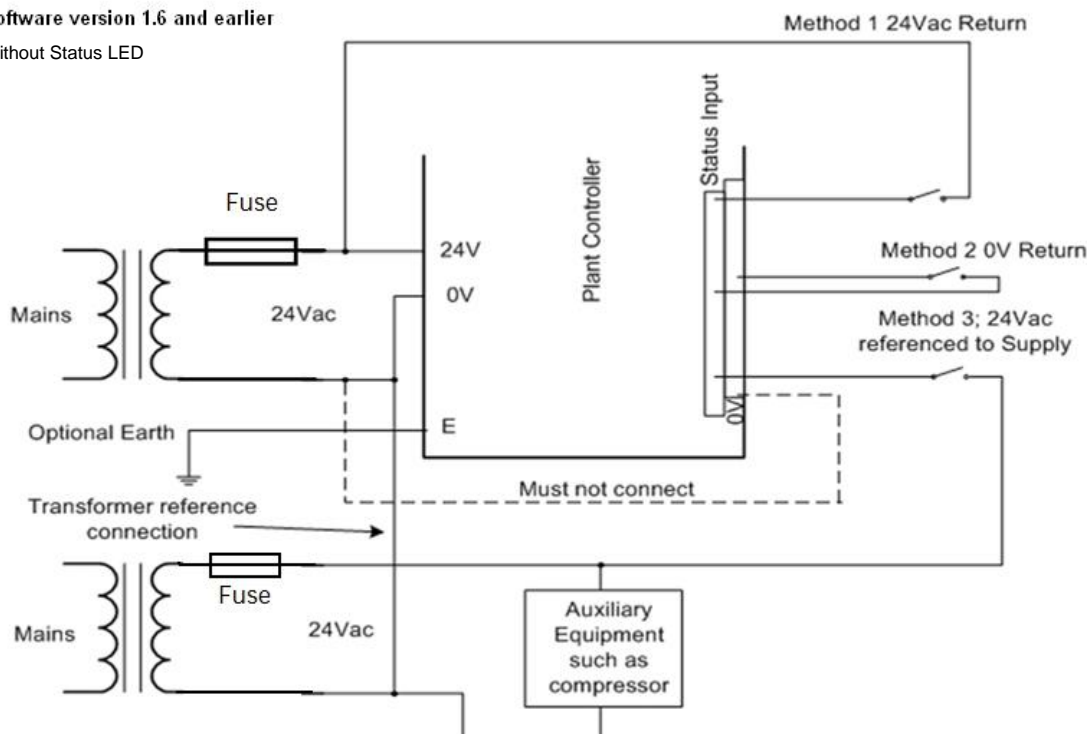 oftware version 1.6 and earlier
ithout Status LED
Method 1 24Vac Return
Status Input
Plant Controller
Fuse
24V
0V
Mains
24Vac
Method 2 0V Return
Method 3; 24Vac
referenced to Supply
0V
Optional Earth
E
Must not connect
Transformer reference
connection
Fuse
Mains
24Vac
Auxiliary
Equipment
such as
compressor